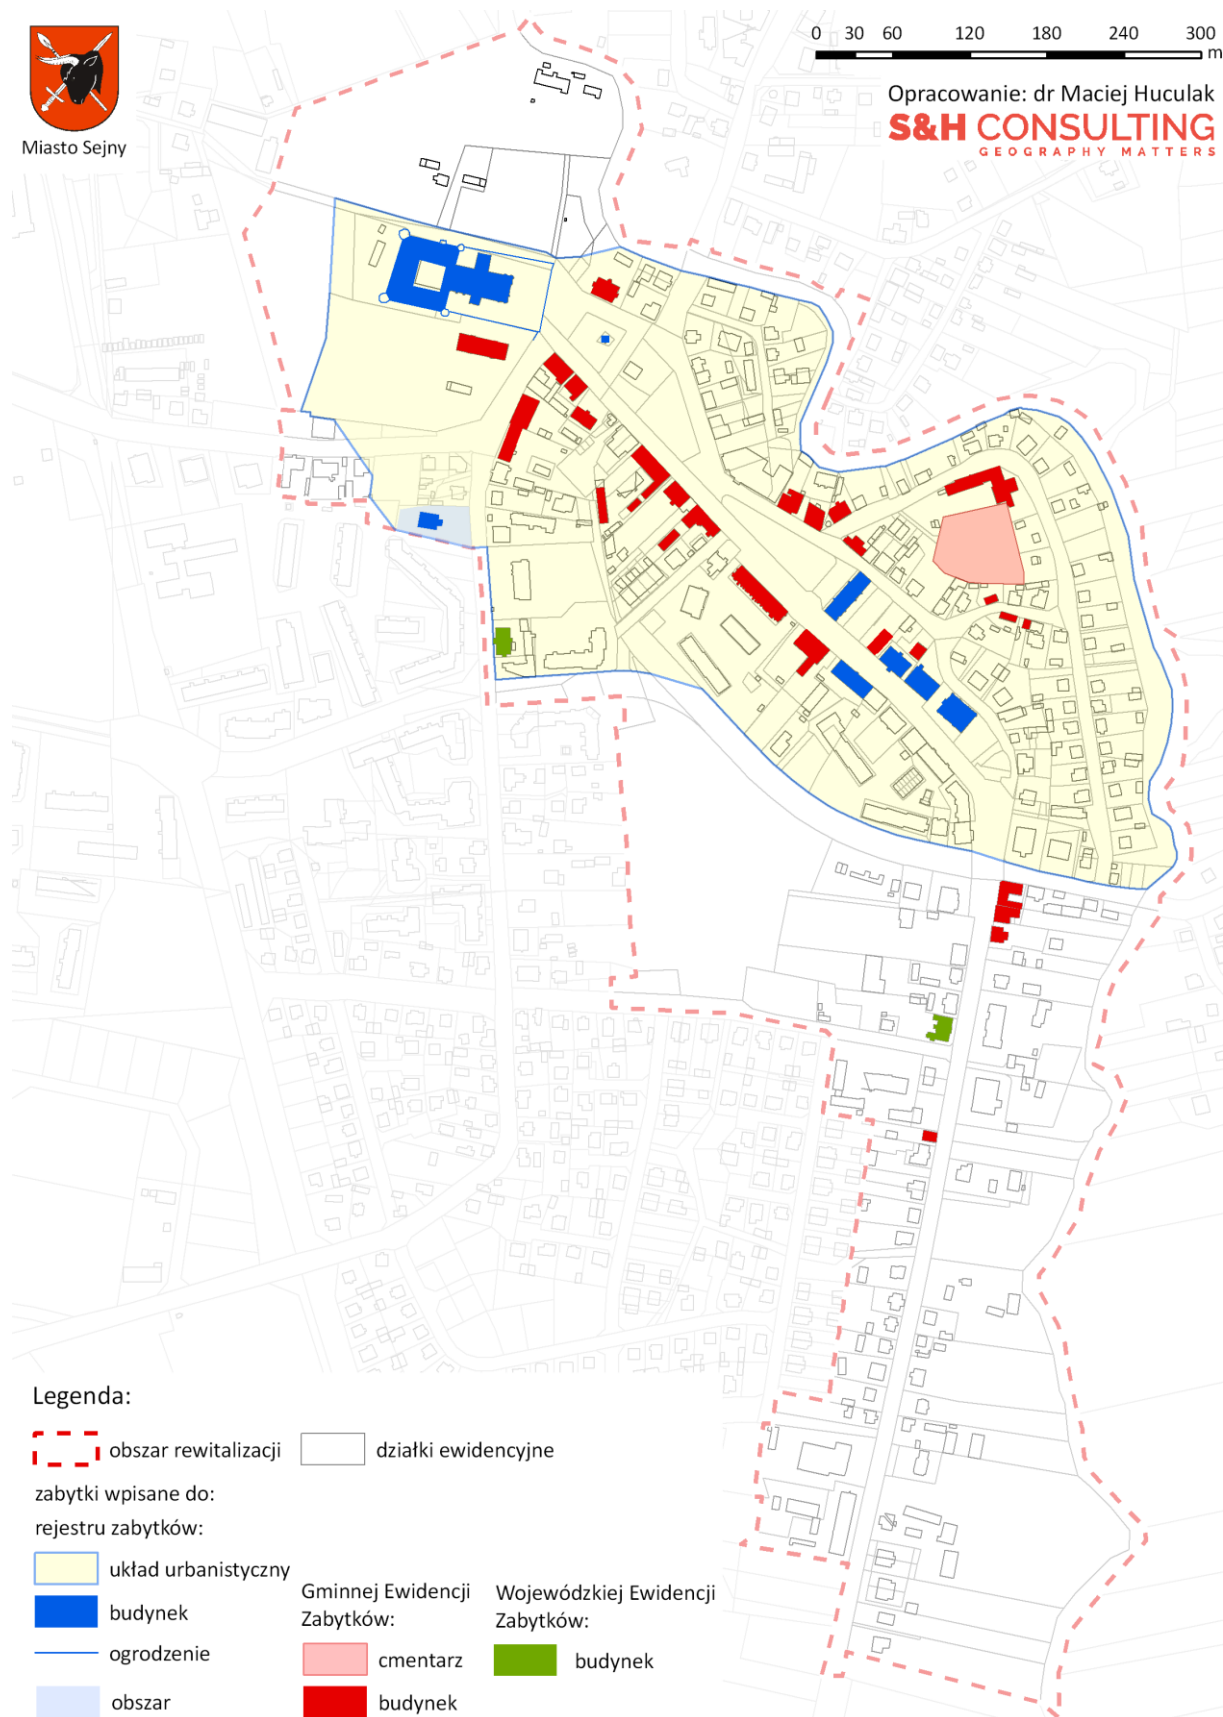 Miasto Sejny
0 30 60 120 180 240 300
m
Opracowanie: dr Maciej Huculak
S&H CONSULTING
GEOGRAPHY MATTERS
Legenda:
obszar rewitalizacji
działki ewidencyjne
zabytki wpisane do:
rejestru zabytków:
układ urbanistyczny
budynek
ogrodzenie
obszar
Gminnej Ewidencji
Zabytków:
cmentarz
budynek
Wojewódzkiej Ewidencji
Zabytków:
budynek